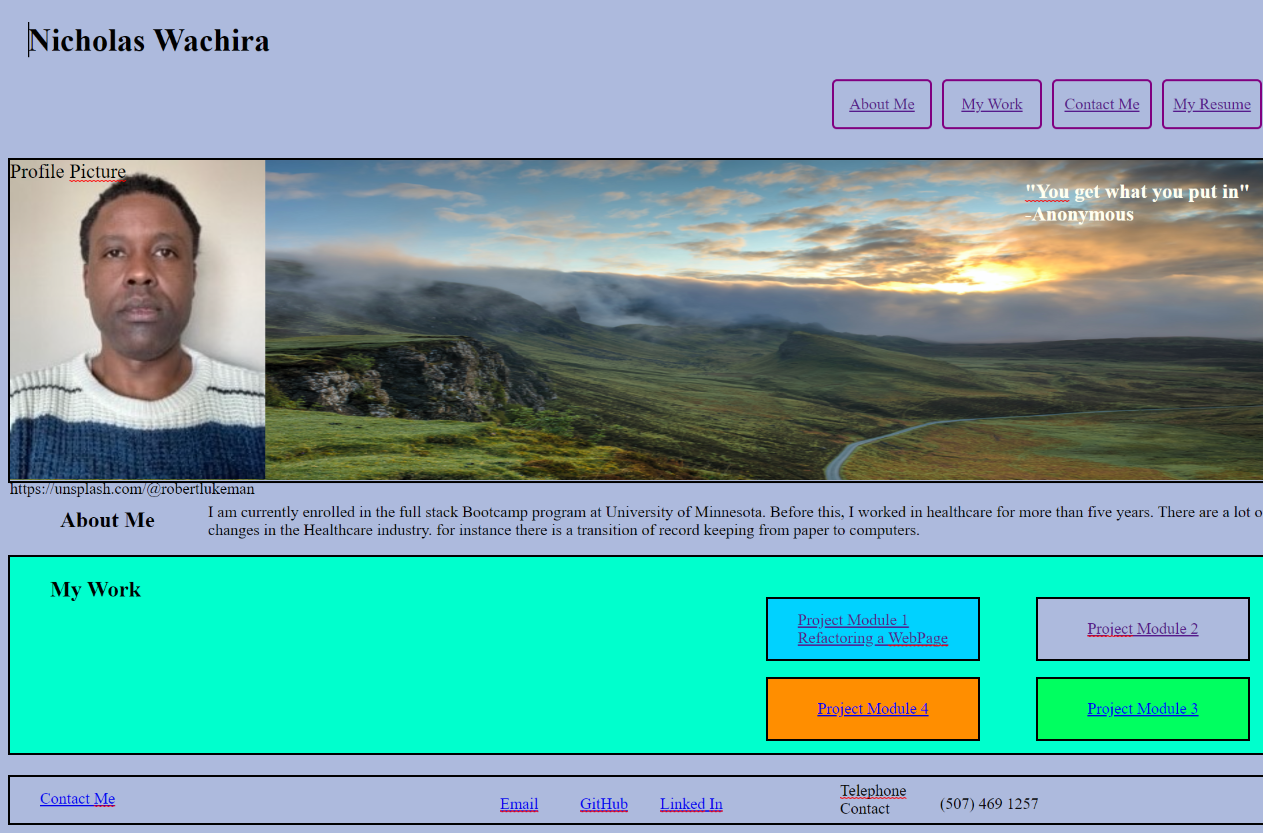 Nicholas Wachira
About Me
My Work
Contact Me
My Resume
Profile Picture
"You get what you put in"
-Anonymous
https://unsplash.com/@robertlukeman
About Me
I am currently enrolled in the full stack Bootcamp program at University of Minnesota. Before this, I worked in healthcare for more than five years. There are a lot o
changes in the Healthcare industry. for instance there is a transition of record keeping from paper to computers.
My Work
Project Module 1
Refactoring a WebPage
Project Module 2
Project Module 4
Project Module 3
Contact Me
Email
GitHub
Linked In
Telephone
Contact
(507) 469 1257